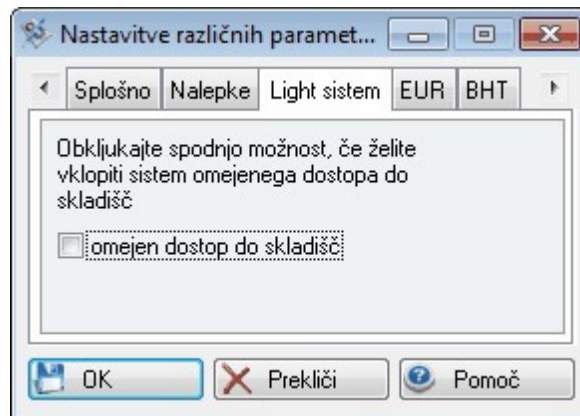 Nastavitve različnih paramet...
Splošno Nalepke Light sistem EUR BHT
Obkljukajte spodnjo možnost, če želite
vklopiti sistem omejenega dostopa do
skladišč
omejen dostop do skladišč
OK Prekliči Pomoč